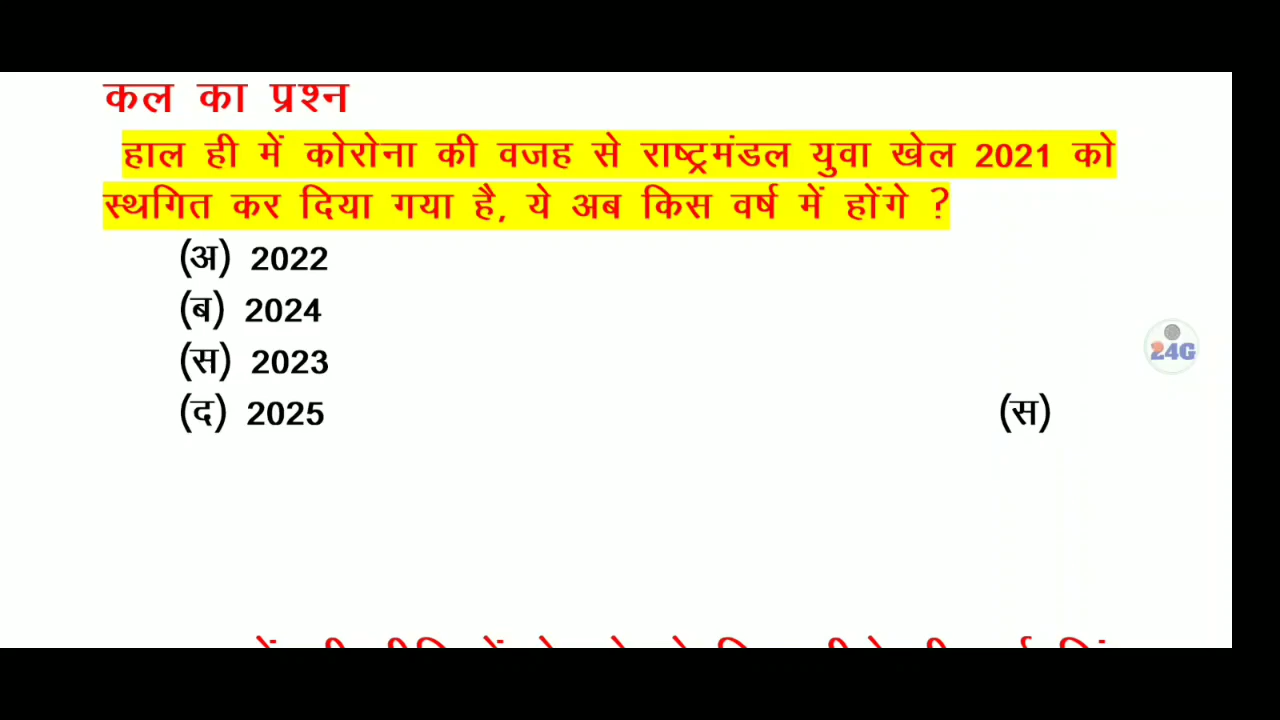 कल का प्रश्न
हाल ही में कोरोना की वजह से राष्ट्रमंडल युवा खेल 2021 को
स्थगित कर दिया गया है, ये अब किस वर्ष में होंगे ?
(अ) 2022
(ब) 2024
(स) 2023
(द) 2025 (स)
24G